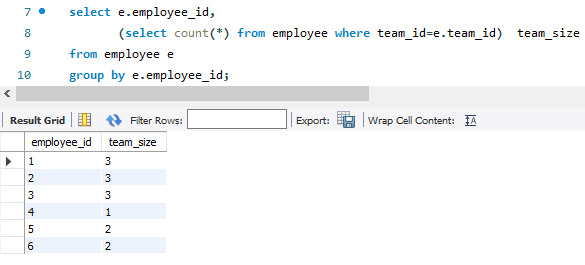 7 select e.employee_id,
8 (select count(*) from employee where team_id=e.team_id) team_size
9 from employee e
10 group by e.employee_id;
Result Grid Filter Rows: Export: Wrap Cell Content:
employee_id team_size
1 3
2 3
3 3
4 1
5 2
6 2